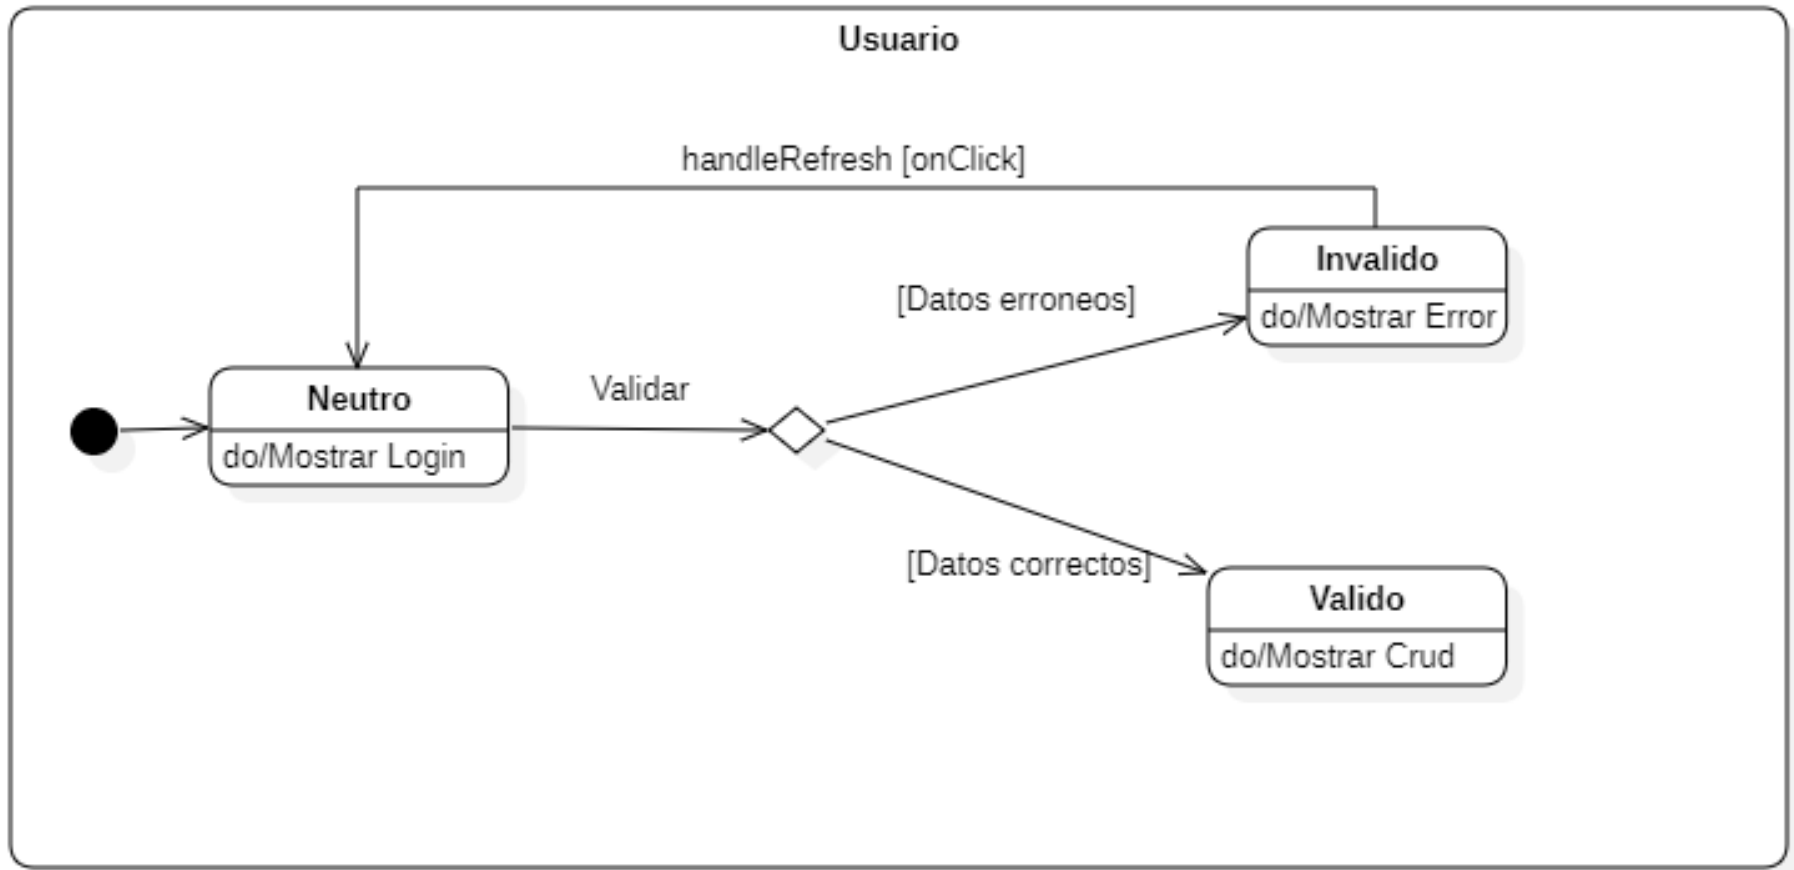 Usuario
handleRefresh [onClick]
Invalido
do/Mostrar Error
[Datos erroneos]
Validar
Neutro
do/Mostrar Login
[Datos correctos]
Valido
do/Mostrar Crud